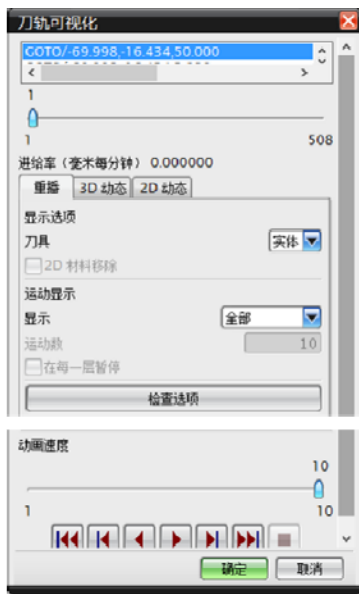 刀轨可视化
GOTO/-69.998,-16.434,50.000
1
1 508
进给率（毫米每分钟） 0.000000
重播 3D 动态 2D 动态
显示选项
刀具 实体
2D 材料移除
运动显示
显示 全部
运动数 10
在每一层暂停
检查选项
动画速度
10
1 10
确定 取消